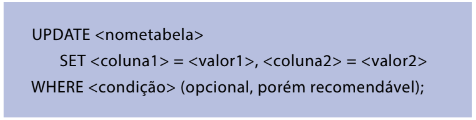 UPDATE <nometabela>
SET <coluna1> = <valor1>, <coluna2> = <valor2>
WHERE <condição> (opcional, porém recomendável);